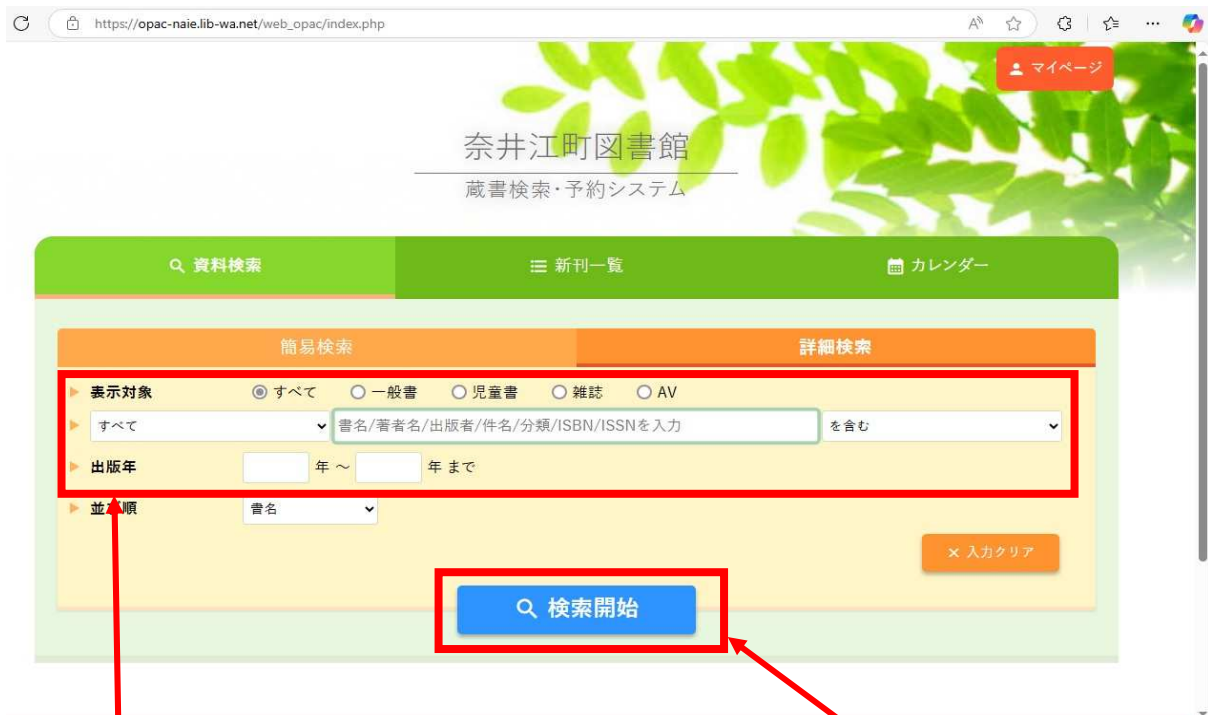 https://opac-naie.lib-wa.net/web_opac/index.php
マイページ
奈井江町図書館
蔵書検索・予約システム
資料検索 新刊一覧 カレンダー
簡易検索 詳細検索
表示対象 すべて 一般書 児童書 雑誌 AV
すべて 書名/著者名/出版者/件名/分類/ISBN/ISSNを入力 を含む
出版年 年 ～ 年 まで
並び順 書名
× 入力クリア
検索開始